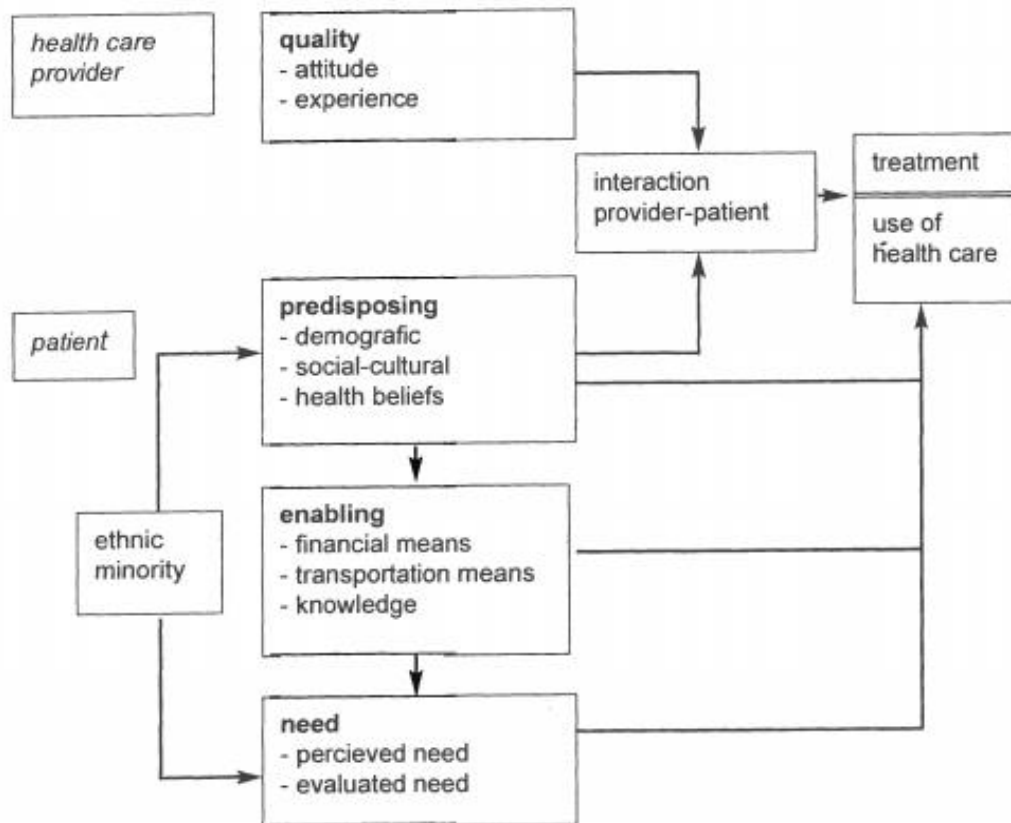 health care
provider
quality
- attitude
- experience
interaction
provider-patient
treatment
use of
health care
patient
predisposing
- demografic
- social-cultural
- health beliefs
ethnic
minority
enabling
- financial means
- transportation means
- knowledge
need
- percieved need
- evaluated need